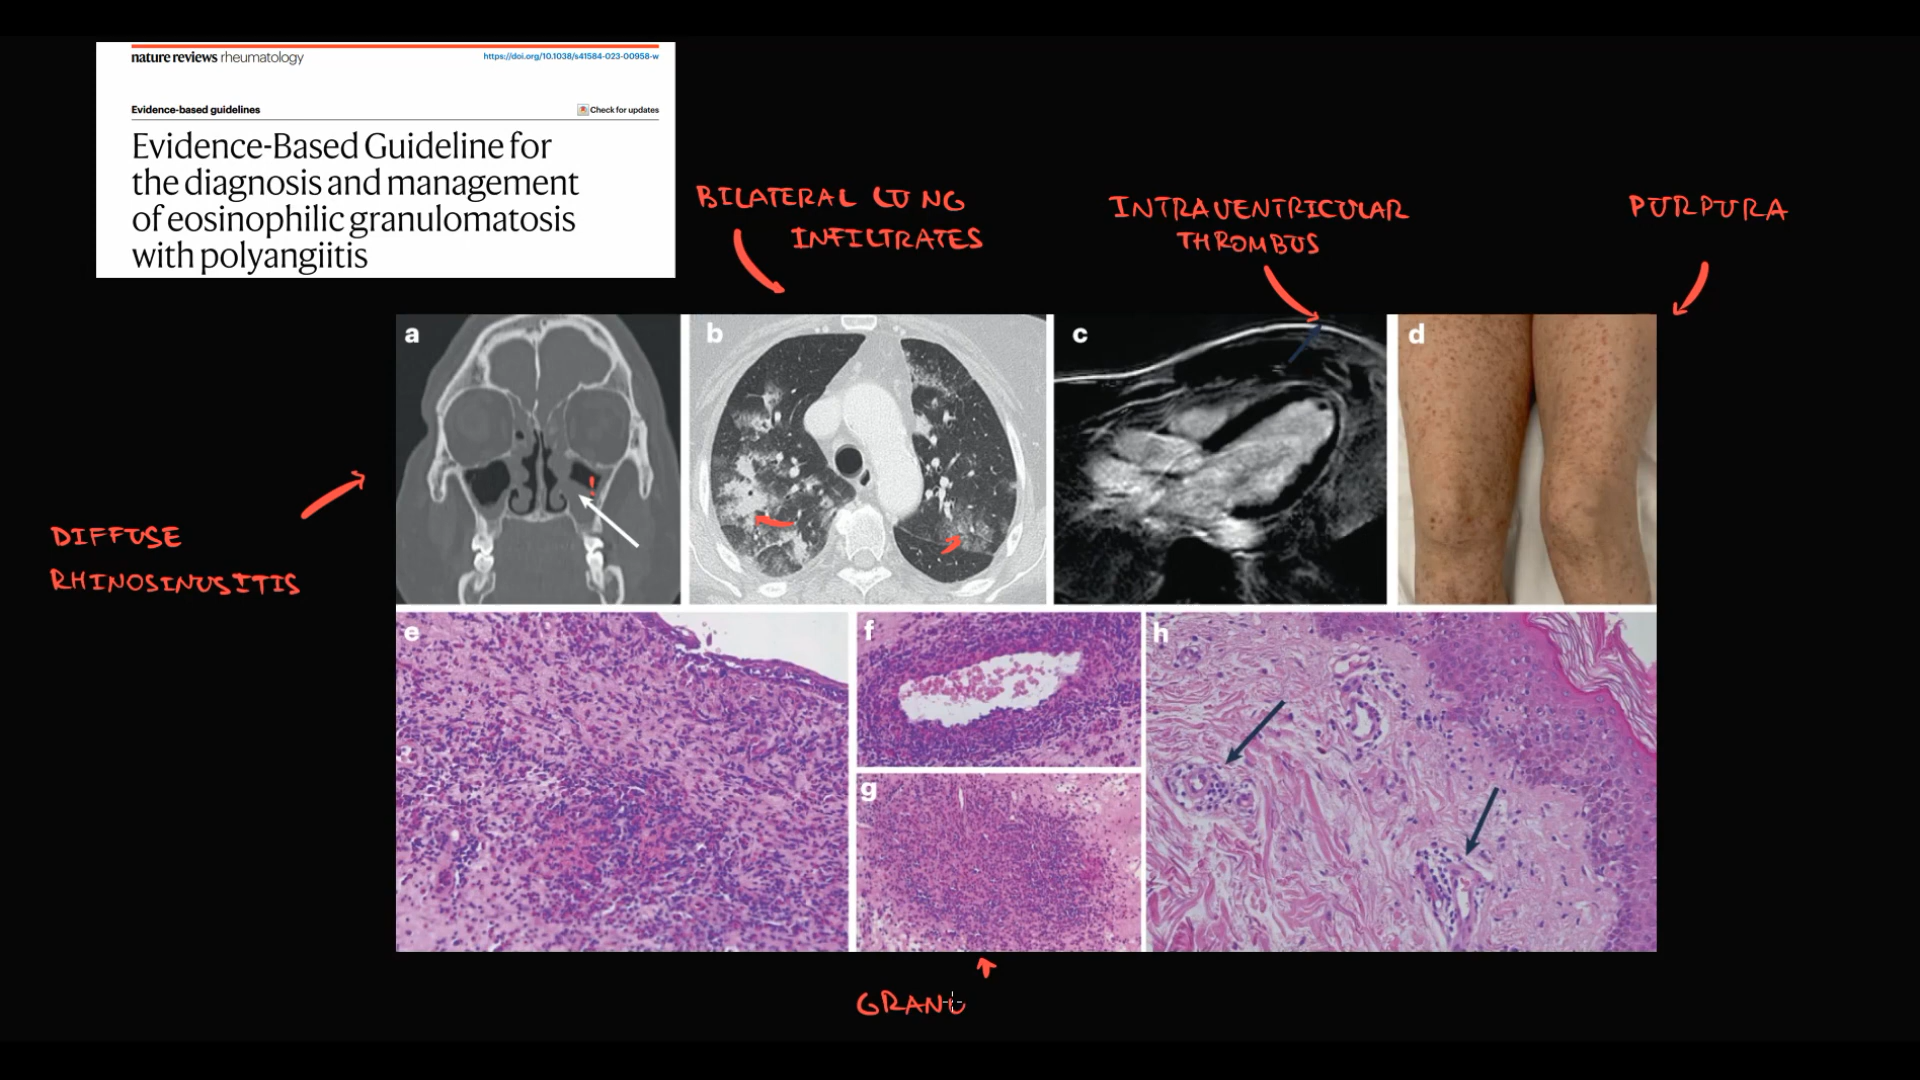 nature reviews rheumatology
https://doi.org/10.1038/s41584-023-00958-w
Evidence-based guidelines
Check for updates
Evidence-Based Guideline for
the diagnosis and management
of eosinophilic granulomatosis
with polyangiitis
BILATERAL LUNG
INFILTRATES
INTRAVENTRICULAR
THROMBUS
PURPURA
a
b
c
d
!
DIFFUSE
RHINOSINUSITIS
e
f
g
h
GRANU